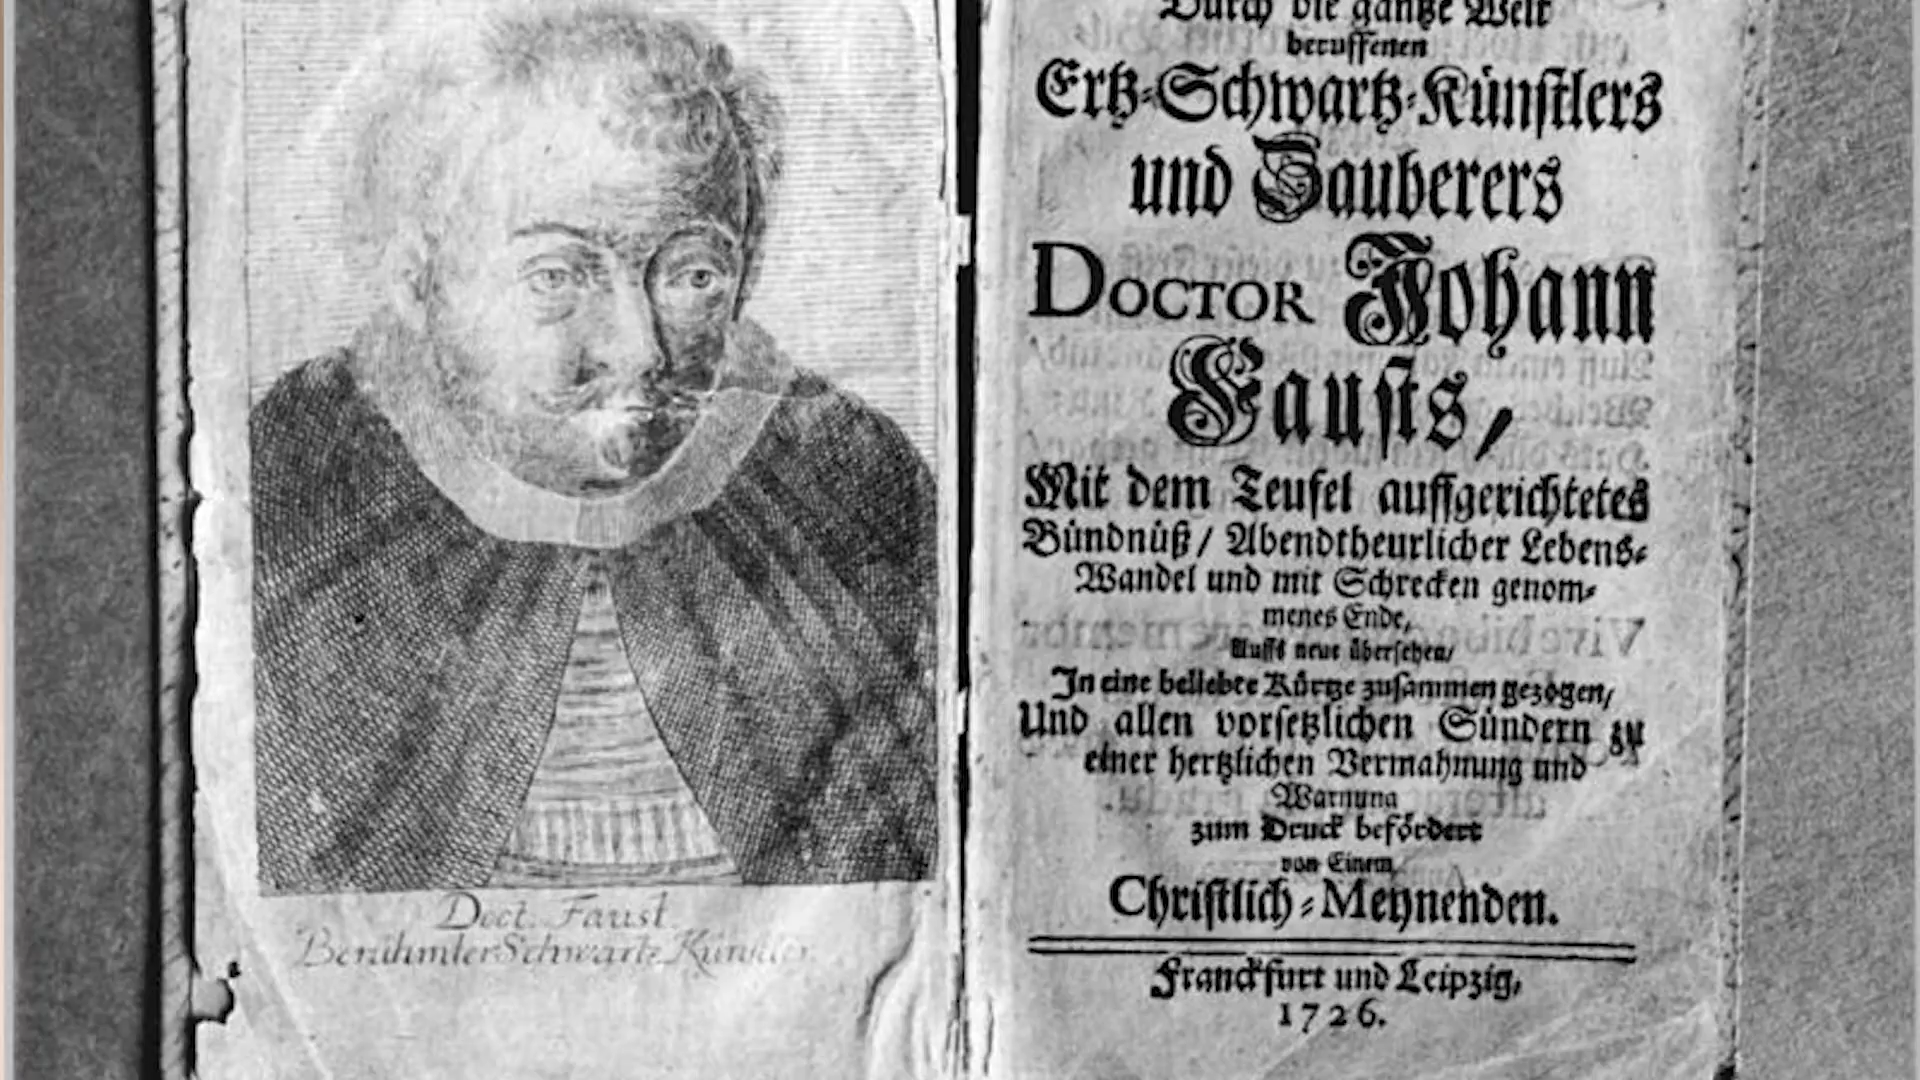 Doct. Faust
Berühmter Schwartz Künstler.
Durch die gantze Welt
beruffenen
Ertz-Schwartz-Künstlers
und Zauberers
DOCTOR Johann
Fausts,
Mit dem Teufel auffgerichtetes
Bündnüß / Abendtheurlicher Lebens-
Wandel und mit Schrecken genom-
menes Ende,
Auffs neue übersehen /
In eine beliebte Kürtze zusammen gezogen /
Und allen vorsetzlichen Sündern zu
einer hertzlichen Vermahnung und
Warnung
zum Druck befördert
von Einem
Christlich-Meynenden.
Franckfurt und Leipzig,
1726.